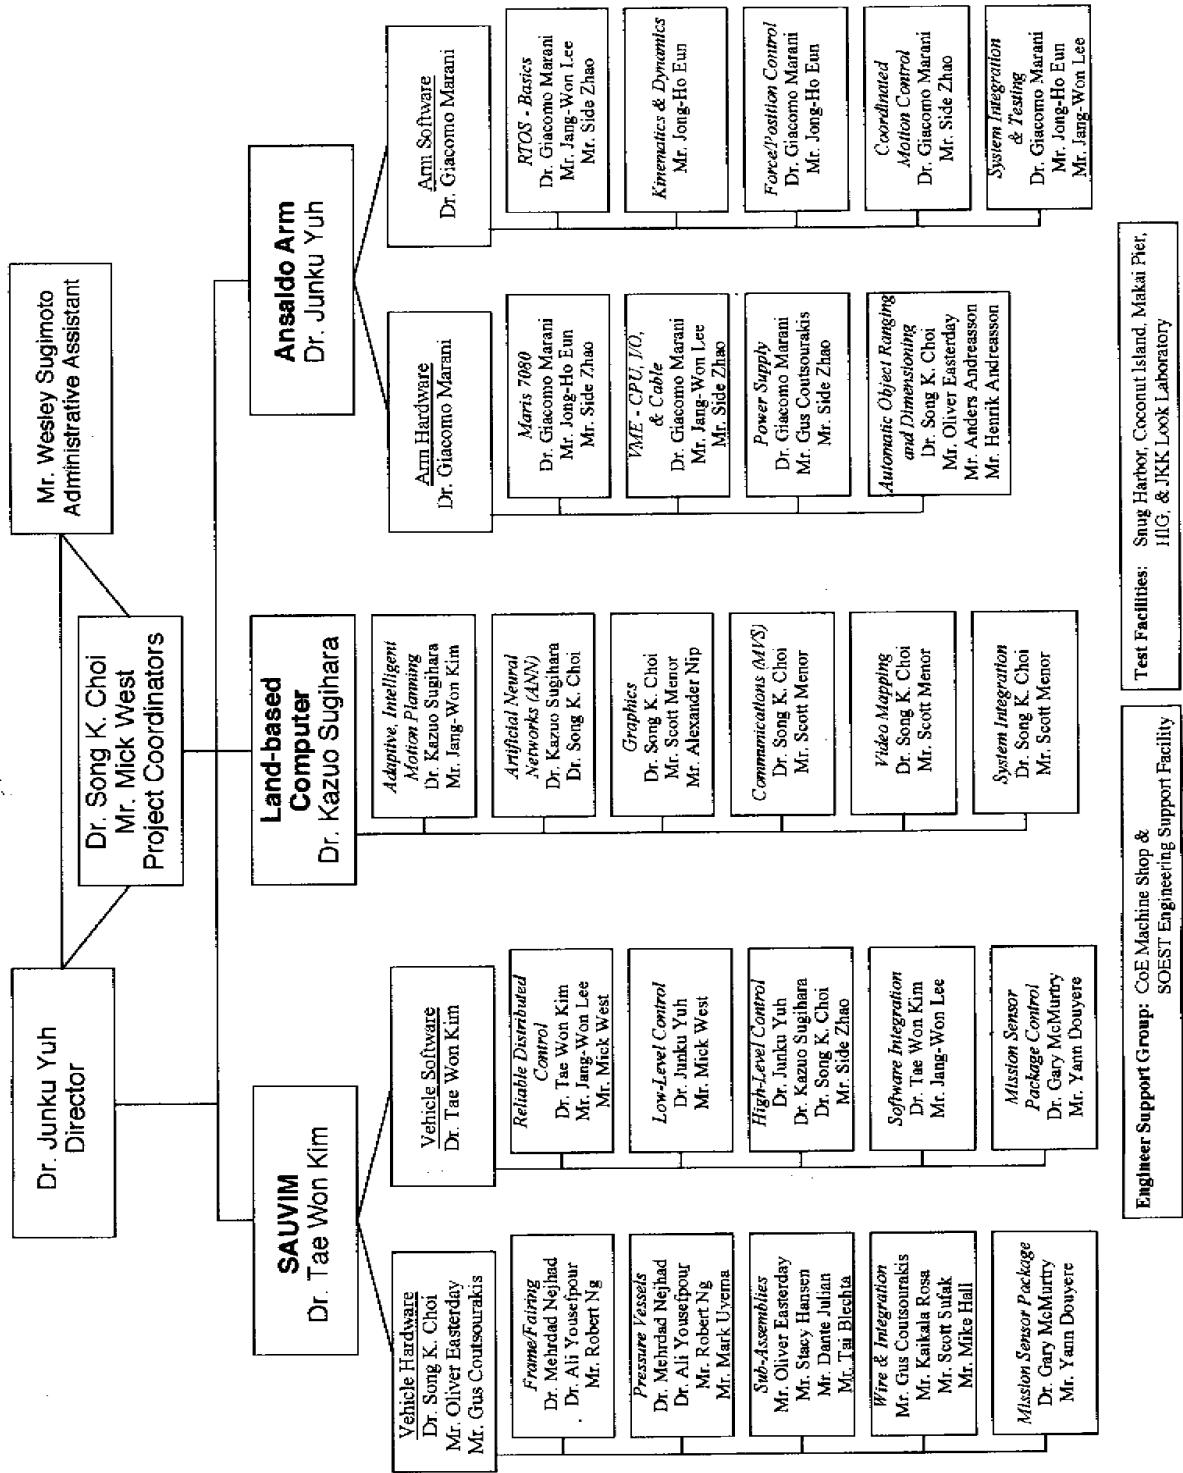 Dr. Junku Yuh
Director
Mr. Wesley Sugimoto
Administrative Assistant
Dr. Song K. Choi
Mr. Mick West
Project Coordinators
SAUVIM
Dr. Tae Won Kim
Vehicle Hardware
Dr. Song K. Choi
Mr. Oliver Easterday
Mr. Gus Coutsourakis
Frame/Fairing
Dr. Mehrdad Nejhad
Dr. Ali Yousefpour
Mr. Robert Ng
Pressure Vessels
Dr. Mehrdad Nejhad
Dr. Ali Yousefpour
Mr. Robert Ng
Mr. Mark Uyema
Sub-Assemblies
Mr. Oliver Easterday
Mr. Stacy Hansen
Mr. Dante Julian
Mr. Tai Blechta
Wire & Integration
Mr. Gus Coutsourakis
Mr. Kaikala Rosa
Mr. Scott Sufak
Mr. Mike Hall
Mission Sensor Package
Dr. Gary McMurtry
Mr. Yann Douyere
Vehicle Software
Dr. Tae Won Kim
Reliable Distributed
Control
Dr. Tae Won Kim
Mr. Jang-Won Lee
Mr. Mick West
Low-Level Control
Dr. Junku Yuh
Mr. Mick West
High-Level Control
Dr. Junku Yuh
Dr. Kazuo Sugihara
Dr. Song K. Choi
Mr. Side Zhao
Software Integration
Dr. Tae Won Kim
Mr. Jang-Won Lee
Mission Sensor
Package Control
Dr. Gary McMurtry
Mr. Yann Douyere
Land-based
Computer
Dr. Kazuo Sugihara
Adaptive, Intelligent
Motion Planning
Dr. Kazuo Sugihara
Mr. Jang-Won Kim
Artificial Neural
Networks (ANN)
Dr. Kazuo Sugihara
Dr. Song K. Choi
Graphics
Dr. Song K. Choi
Mr. Scott Menor
Mr. Alexander Nip
Communications (MVS)
Dr. Song K. Choi
Mr. Scott Menor
Video Mapping
Dr. Song K. Choi
Mr. Scott Menor
System Integration
Dr. Song K. Choi
Mr. Scott Menor
Ansaldo Arm
Dr. Junku Yuh
Arm Hardware
Dr. Giacomo Marani
Maris 7080
Dr. Giacomo Marani
Mr. Jong-Ho Eun
Mr. Side Zhao
VME - CPU, I/O,
& Cable
Dr. Giacomo Marani
Mr. Jang-Won Lee
Mr. Side Zhao
Power Supply
Dr. Giacomo Marani
Mr. Gus Coutsourakis
Mr. Side Zhao
Automatic Object Ranging
and Dimensioning
Dr. Song K. Choi
Mr. Oliver Easterday
Mr. Anders Andreasson
Mr. Henrik Andreasson
Arm Software
Dr. Giacomo Marani
RTOS - Basics
Dr. Giacomo Marani
Mr. Jang-Won Lee
Mr. Side Zhao
Kinematics & Dynamics
Mr. Jong-Ho Eun
Force/Position Control
Dr. Giacomo Marani
Mr. Jong-Ho Eun
Coordinated
Motion Control
Dr. Giacomo Marani
Mr. Side Zhao
System Integration
& Testing
Dr. Giacomo Marani
Mr. Jong-Ho Eun
Mr. Jang-Won Lee
Engineer Support Group: CoE Machine Shop &
SOEST Engineering Support Facility
Test Facilities: Snug Harbor, Coconut Island, Makai Pier,
HIG, & JKK Look Laboratory